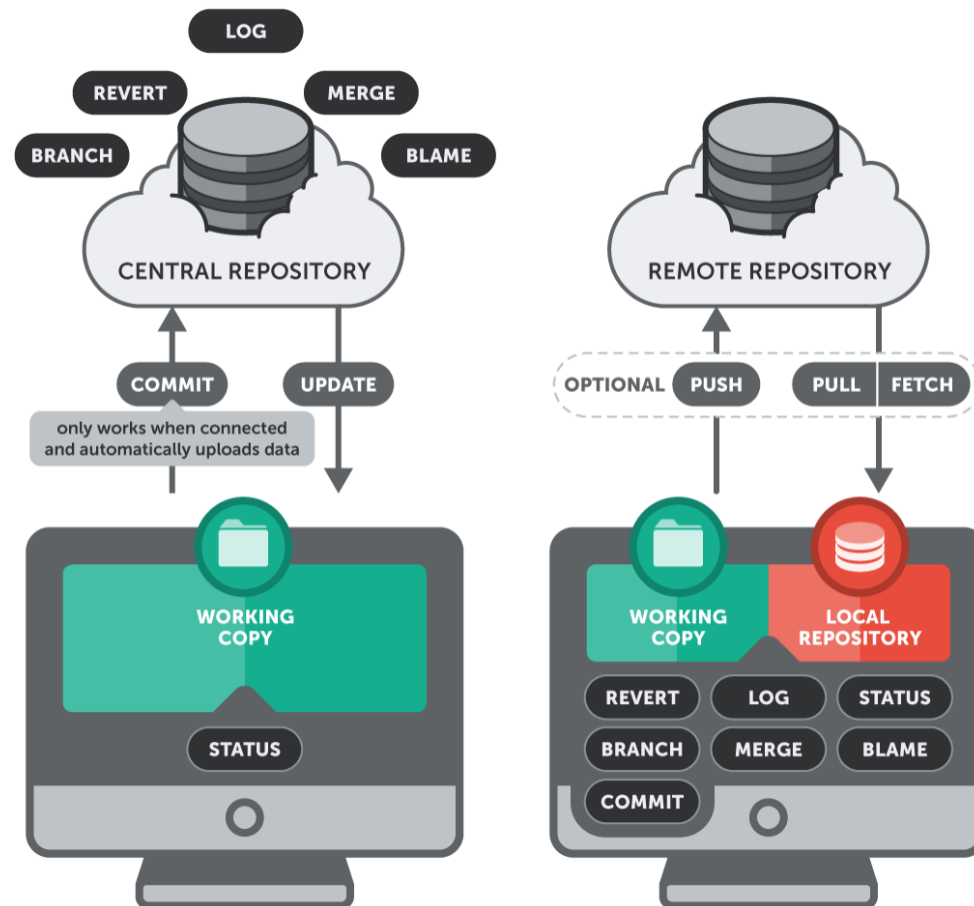 LOG
REVERT
MERGE
BRANCH
BLAME
CENTRAL REPOSITORY
COMMIT
UPDATE
only works when connected
and automatically uploads data
WORKING
COPY
STATUS
REMOTE REPOSITORY
OPTIONAL
PUSH
PULL
FETCH
WORKING
COPY
LOCAL
REPOSITORY
REVERT
LOG
STATUS
BRANCH
MERGE
BLAME
COMMIT